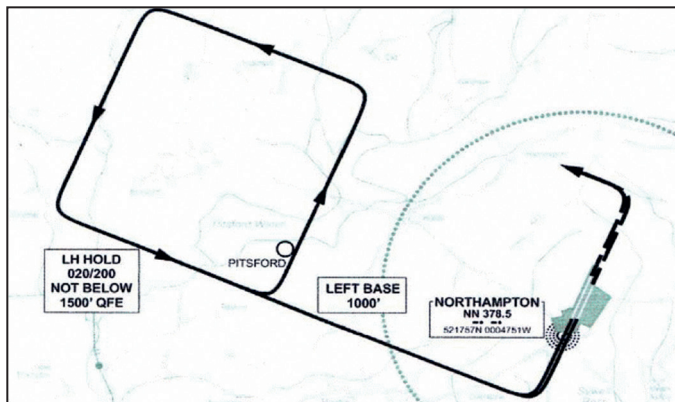 PITSFORD
LH HOLD
020/200
NOT BELOW
1500' QFE
LEFT BASE
1000'
NORTHAMPTON
NN 378.5
521757N 0004751W